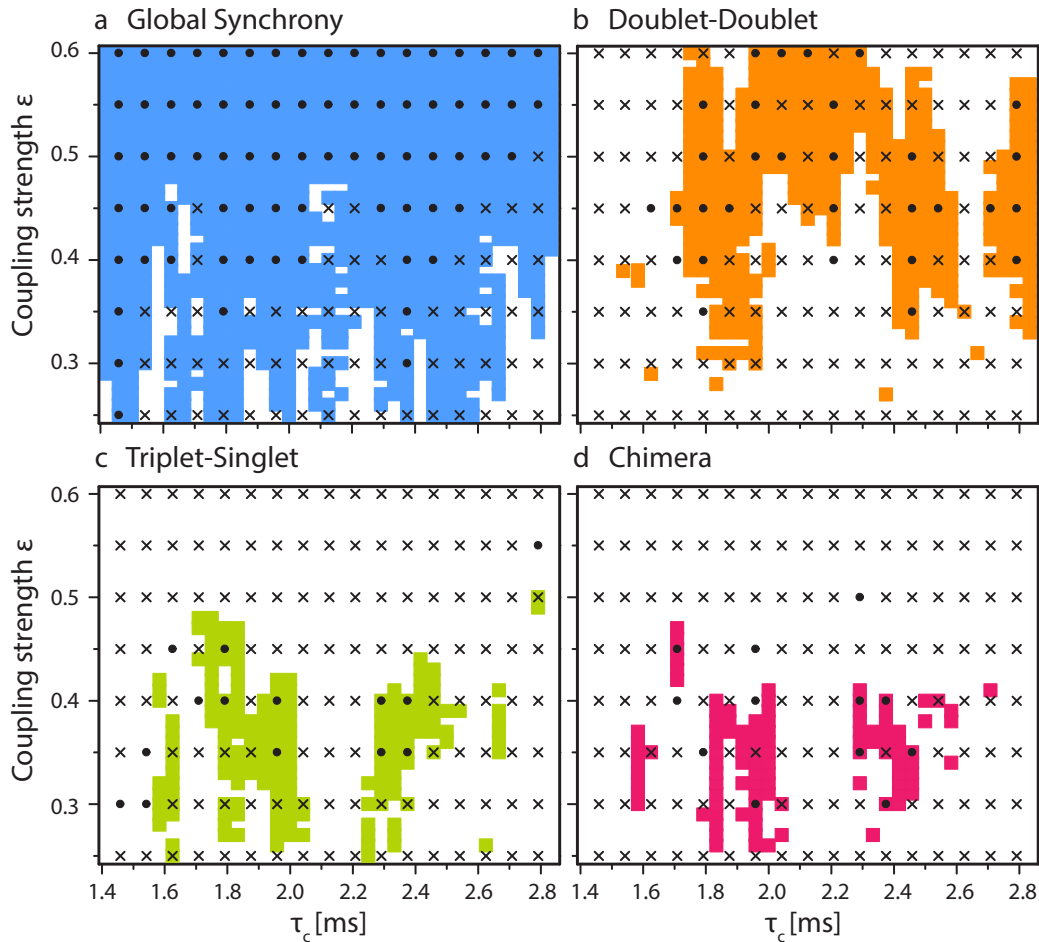 a Global Synchrony
b Doublet-Doublet
0.6
0.5
0.4
0.3
Coupling strength ε
c Triplet-Singlet
d Chimera
0.6
0.5
0.4
0.3
Coupling strength ε
1.4 1.6 1.8 2.0 2.2 2.4 2.6 2.8
1.6 1.8 2.0 2.2 2.4 2.6 2.8
τc [ms]
τc [ms]